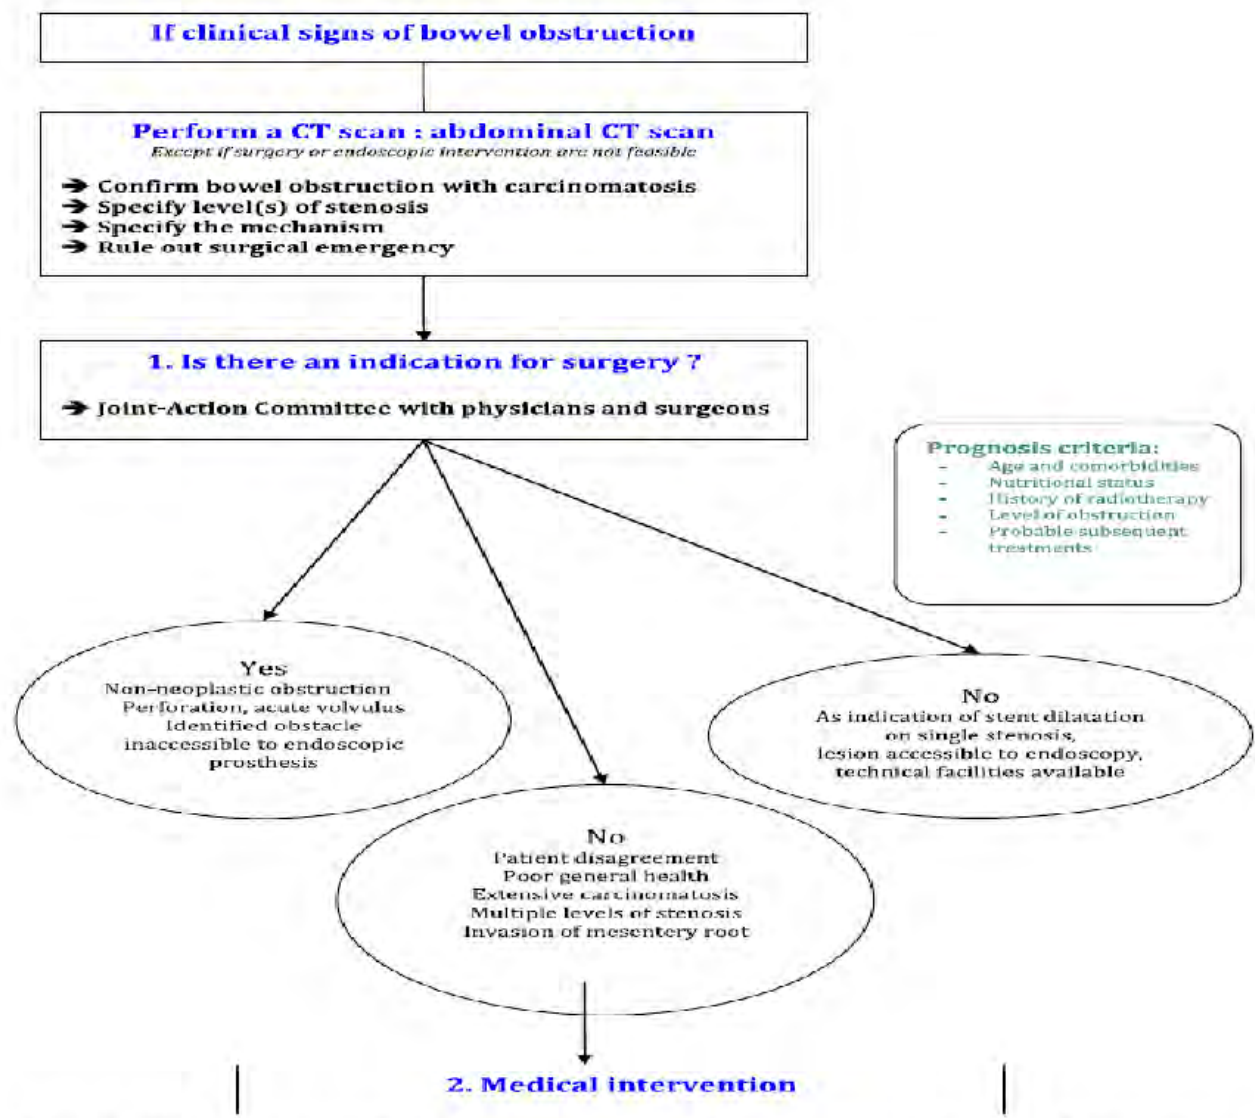 If clinical signs of bowel obstruction
Perform a CT scan : abdominal CT scan
Except if surgery or endoscopic intervention are not feasible
➔ Confirm bowel obstruction with carcinomatosis
➔ Specify level(s) of stenosis
➔ Specify the mechanism
➔ Rule out surgical emergency
1. Is there an indication for surgery ?
➔ Joint-Action Committee with physicians and surgeons
Prognosis criteria:
- Age and comorbidities
- Nutritional status
- History of radiotherapy
- Level of obstruction
- Probable subsequent
treatments
Yes
Non-neoplastic obstruction
Perforation, acute volvulus
Identified obstacle
inaccessible to endoscopic
prosthesis
No
As indication of stent dilatation
on single stenosis,
lesion accessible to endoscopy,
technical facilities available
No
Patient disagreement
Poor general health
Extensive carcinomatosis
Multiple levels of stenosis
Invasion of mesentery root
2. Medical intervention